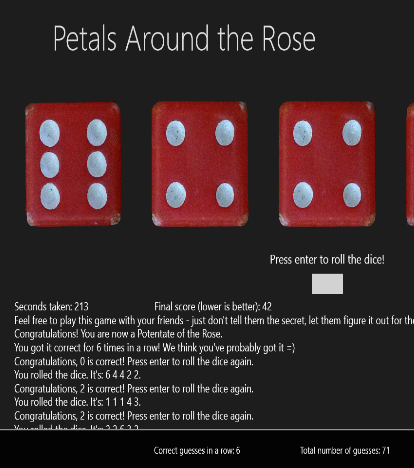 Petals Around the Rose
Press enter to roll the dice!
Seconds taken: 213 Final score (lower is better): 42
Feel free to play this game with your friends - just don't tell them the secret, let them figure it out for
Congratulations! You are now a Potentate of the Rose.
You got it correct for 6 times in a row! We think you've probably got it =)
Congratulations, 0 is correct! Press enter to roll the dice again.
You rolled the dice. It's: 6 4 4 2 2.
Congratulations, 2 is correct! Press enter to roll the dice again.
You rolled the dice. It's: 1 1 1 4 3.
Congratulations, 2 is correct! Press enter to roll the dice again.
You rolled the dice. It's:
Correct guesses in a row: 6 Total number of guesses: 71